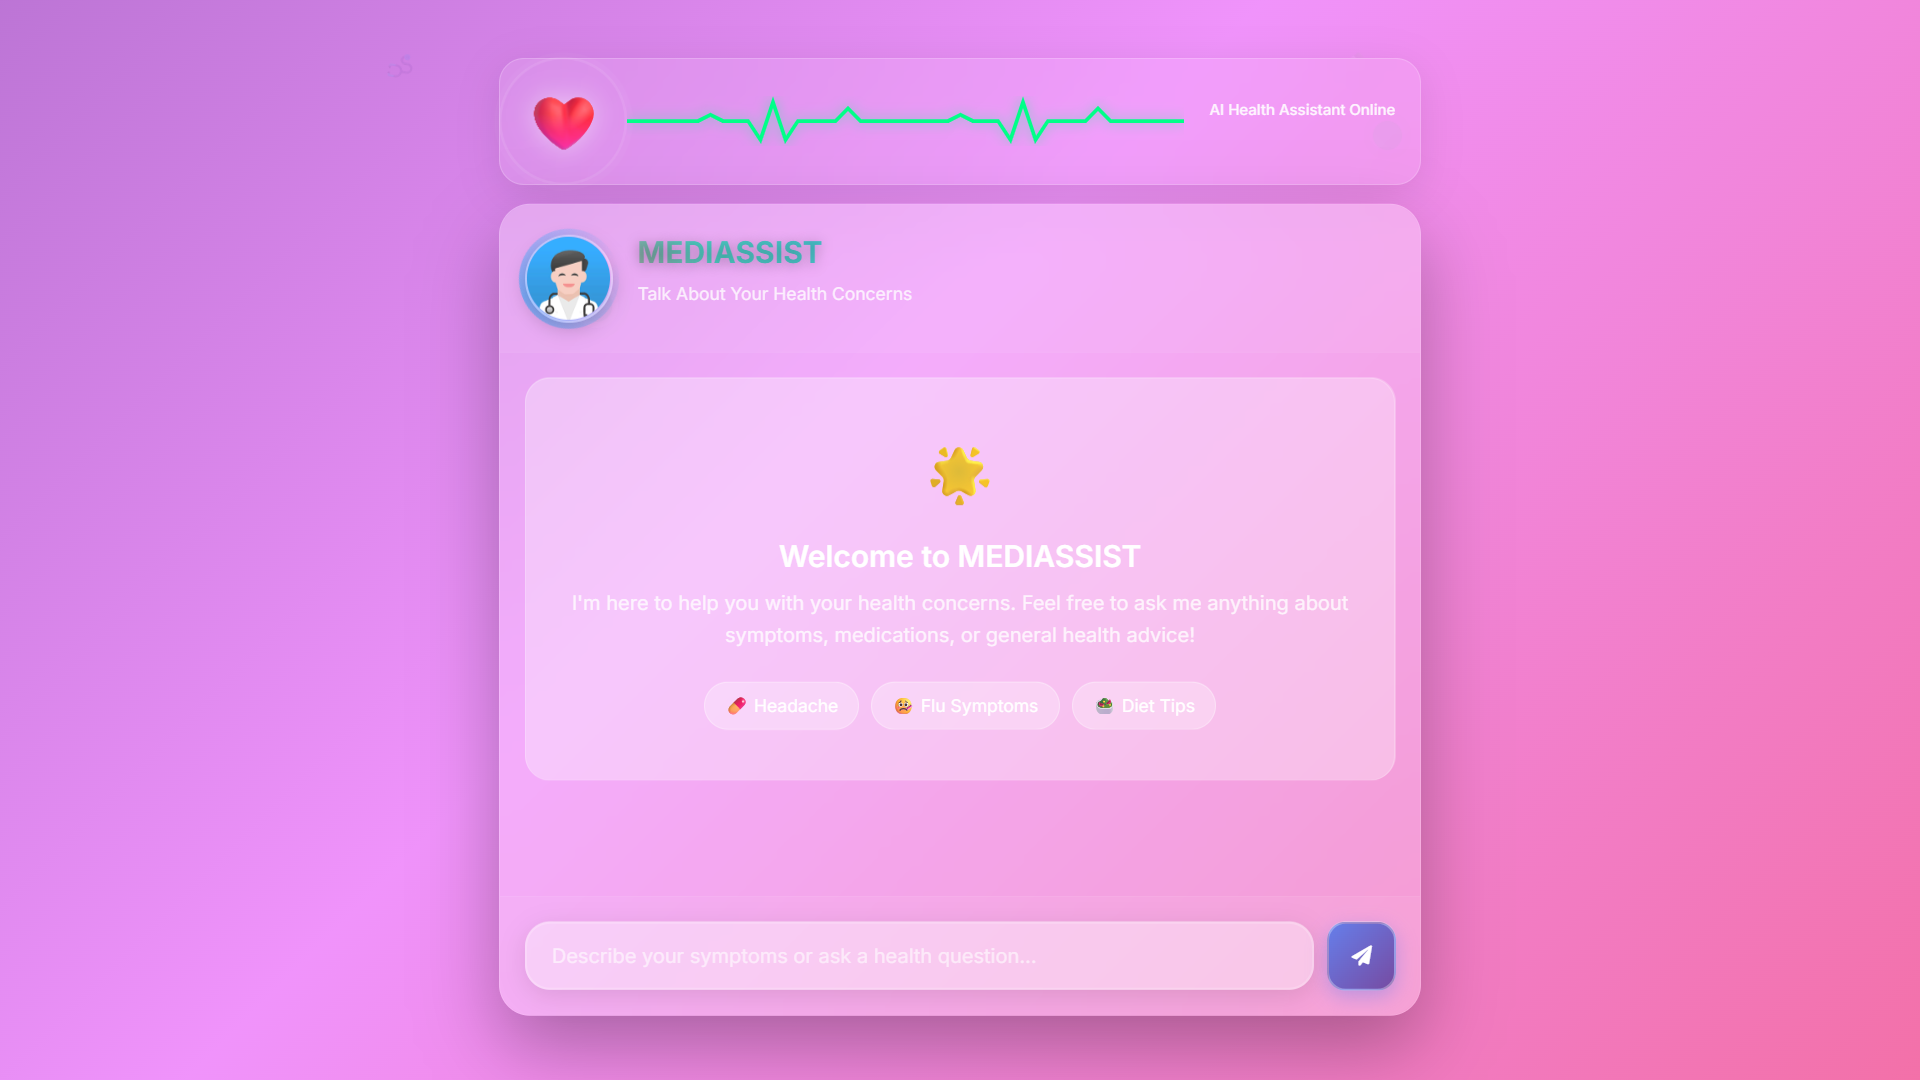 AI Health Assistant Online
MEDIASSIST
Talk About Your Health Concerns
Welcome to MEDIASSIST
I'm here to help you with your health concerns. Feel free to ask me anything about
symptoms, medications, or general health advice!
Headache
Flu Symptoms
Diet Tips
Describe your symptoms or ask a health question...